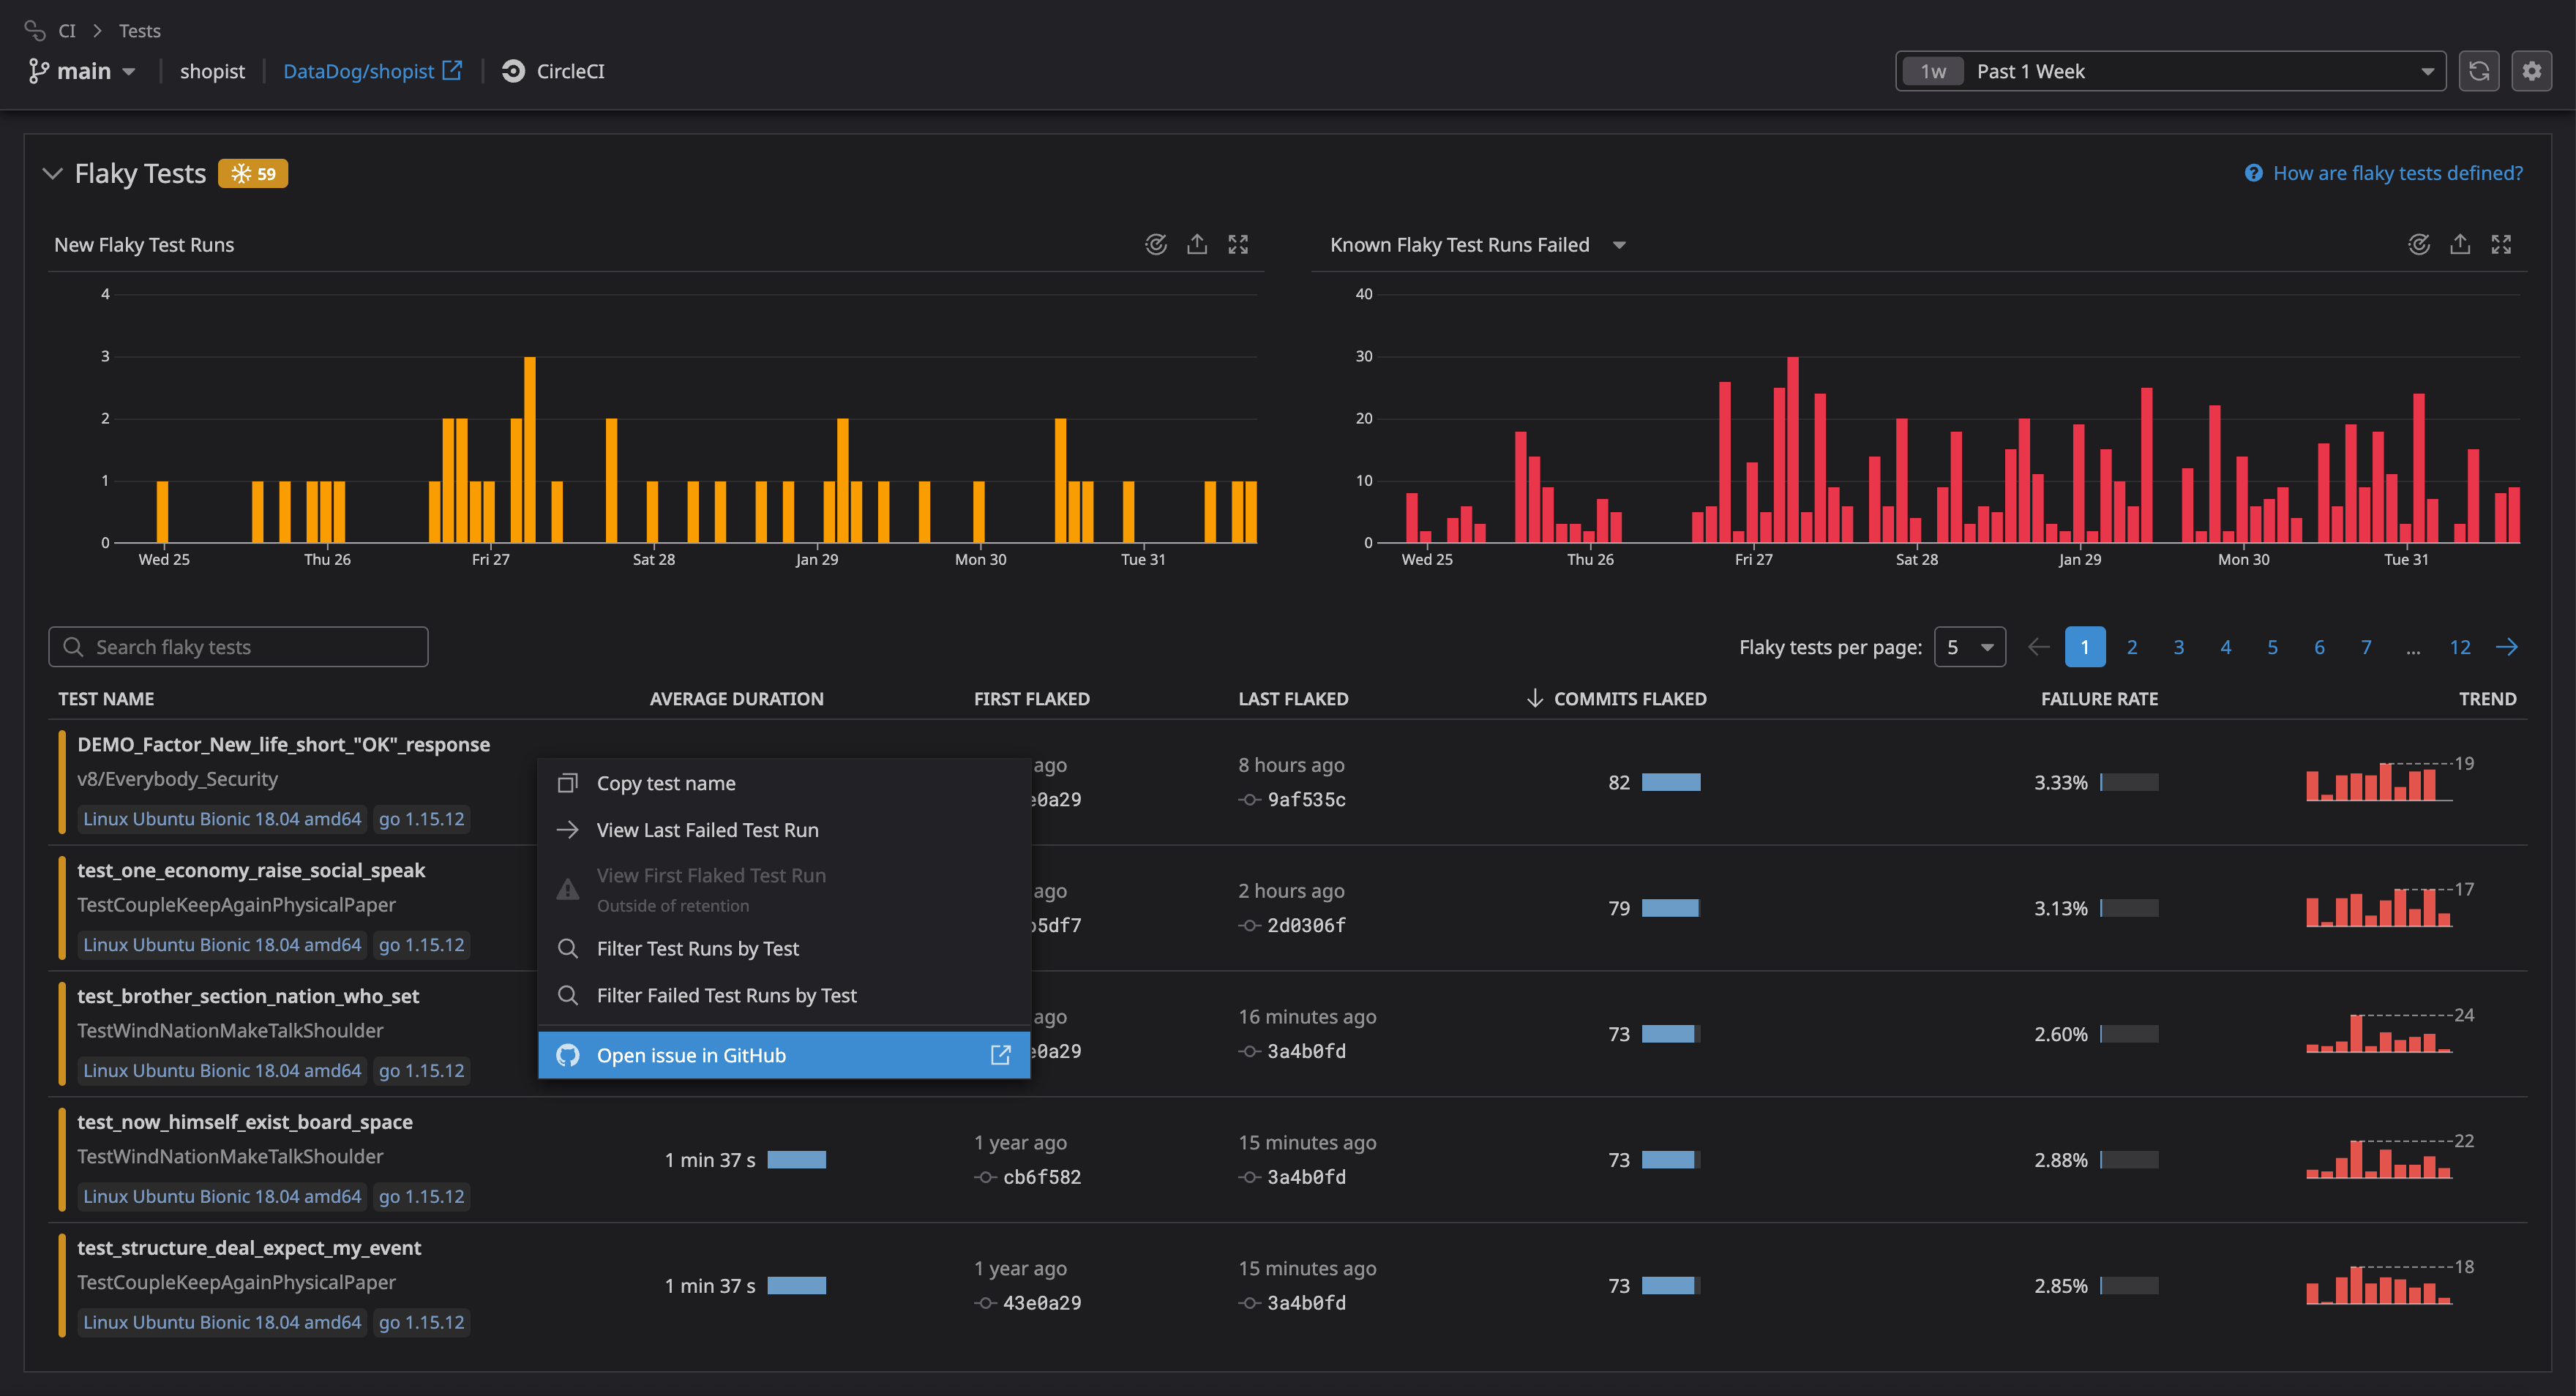 CI > Tests
main shopist DataDog/shopist CircleCI 1w Past 1 Week
Flaky Tests 59 How are flaky tests defined?
New Flaky Test Runs
4
3
2
1
0
Wed 25 Thu 26 Fri 27 Sat 28 Jan 29 Mon 30 Tue 31
Known Flaky Test Runs Failed
40
30
20
10
0
Wed 25 Thu 26 Fri 27 Sat 28 Jan 29 Mon 30 Tue 31
Search flaky tests Flaky tests per page: 5 1 2 3 4 5 6 7 ... 12
TEST NAME AVERAGE DURATION FIRST FLAKED LAST FLAKED COMMITS FLAKED FAILURE RATE TREND
DEMO_Factor_New_life_short_"OK"_response
v8/Everybody_Security
Linux Ubuntu Bionic 18.04 amd64 go 1.15.12
ago
e0a29
8 hours ago
9af535c
82 3.33% 19
test_one_economy_raise_social_speak
TestCoupleKeepAgainPhysicalPaper
Linux Ubuntu Bionic 18.04 amd64 go 1.15.12
ago
5df7
2 hours ago
2d0306f
79 3.13% 17
test_brother_section_nation_who_set
TestWindNationMakeTalkShoulder
Linux Ubuntu Bionic 18.04 amd64 go 1.15.12
ago
e0a29
16 minutes ago
3a4b0fd
73 2.60% 24
Copy test name
View Last Failed Test Run
View First Flaked Test Run
Outside of retention
Filter Test Runs by Test
Filter Failed Test Runs by Test
Open issue in GitHub
test_now_himself_exist_board_space
TestWindNationMakeTalkShoulder
Linux Ubuntu Bionic 18.04 amd64 go 1.15.12
1 min 37 s
1 year ago
cb6f582
15 minutes ago
3a4b0fd
73 2.88% 22
test_structure_deal_expect_my_event
TestCoupleKeepAgainPhysicalPaper
Linux Ubuntu Bionic 18.04 amd64 go 1.15.12
1 min 37 s
1 year ago
43e0a29
15 minutes ago
3a4b0fd
73 2.85% 18